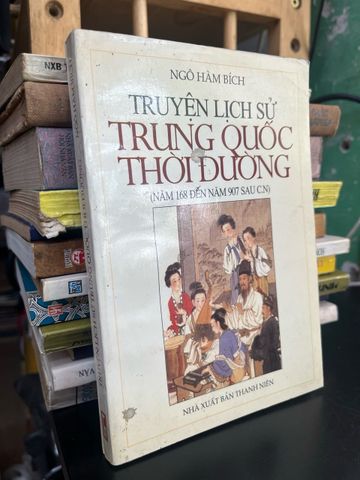 NGÔ HÀM BÍCH
TRUYỆN LỊCH SỬ
TRUNG QUỐC
THỜI ĐƯỜNG
(NĂM 168 ĐẾN NĂM 907 SAU C.N)
NHÀ XUẤT BẢN THANH NIÊN
NXB